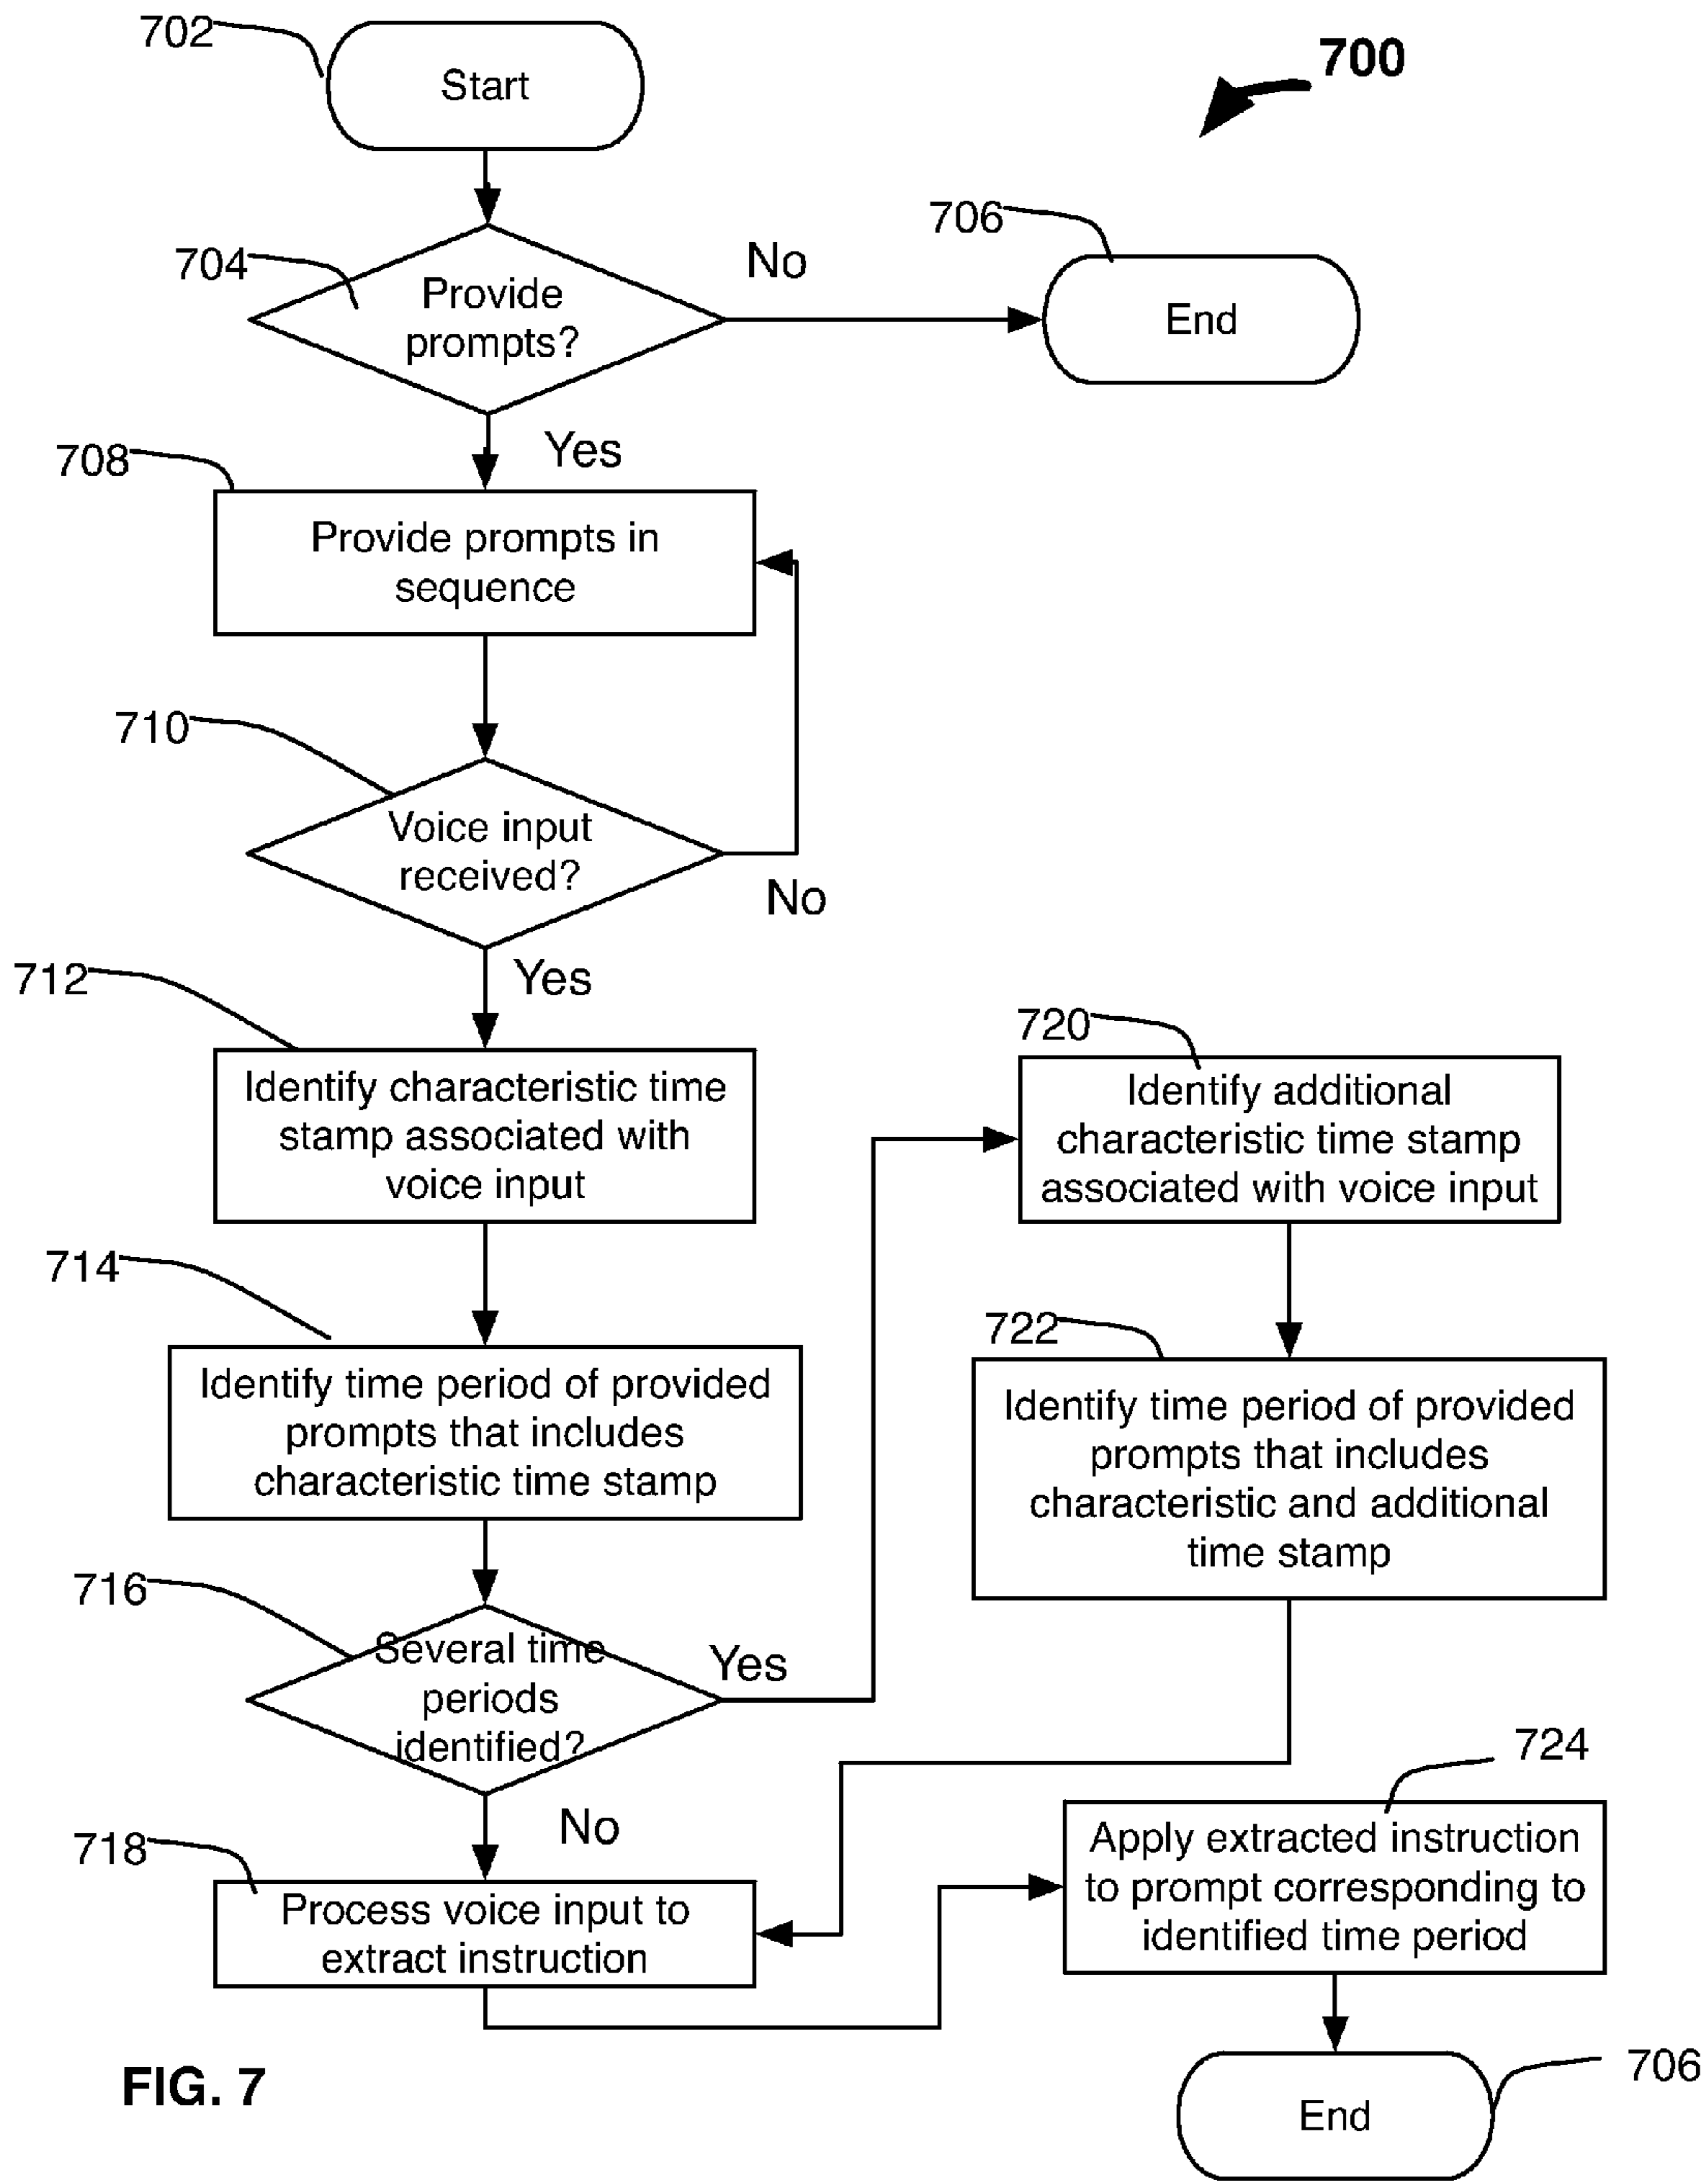 702
Start
700
704
Provide
prompts?
No
706
End
Yes
708
Provide prompts in
sequence
710
Voice input
received?
No
Yes
712
Identify characteristic time
stamp associated with
voice input
720
Identify additional
characteristic time stamp
associated with voice input
714
Identify time period of provided
prompts that includes
characteristic time stamp
722
Identify time period of provided
prompts that includes
characteristic and additional
time stamp
716
Several time
periods
identified?
Yes
No
718
Process voice input to
extract instruction
724
Apply extracted instruction
to prompt corresponding to
identified time period
FIG. 7
706
End